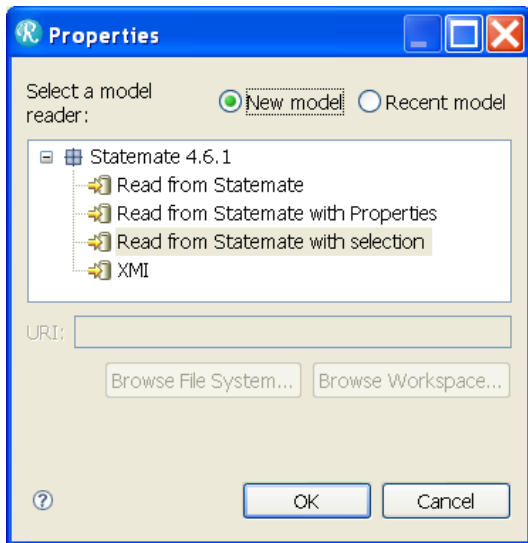 Properties
Select a model
reader:
New model
Recent model
Statemate 4.6.1
Read from Statemate
Read from Statemate with Properties
Read from Statemate with selection
XMI
URI:
Browse File System...
Browse Workspace...
OK
Cancel